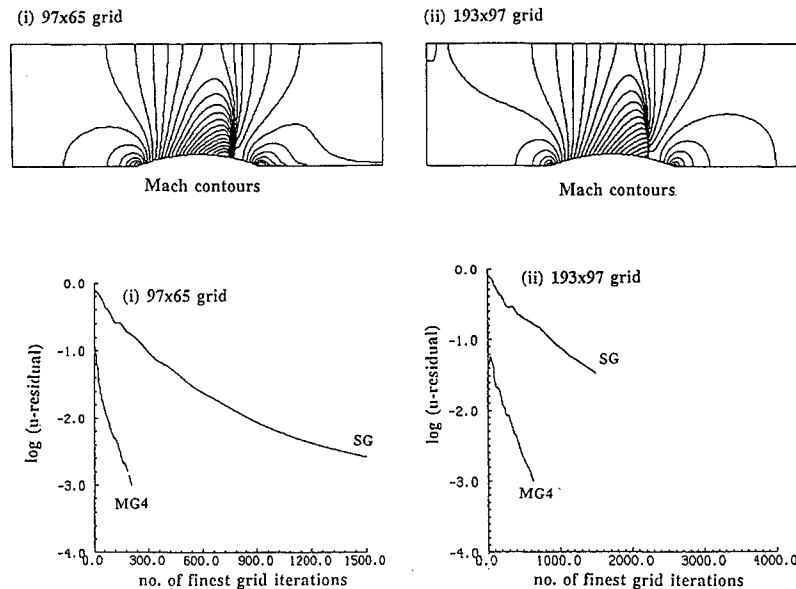 (i) 97x65 grid
(ii) 193x97 grid
Mach contours
Mach contours.
(i) 97x65 grid
0.0
-1.0
-2.0
-3.0
-4.0
log (u-residual)
SG
MG4
0.0 300.0 600.0 900.0 1200.0 1500.0
no. of finest grid iterations
(ii) 193x97 grid
0.0
-1.0
-2.0
-3.0
-4.0
log (u-residual)
SG
MG4
0.0 1000.0 2000.0 3000.0 4000.0
no. of finest grid iterations